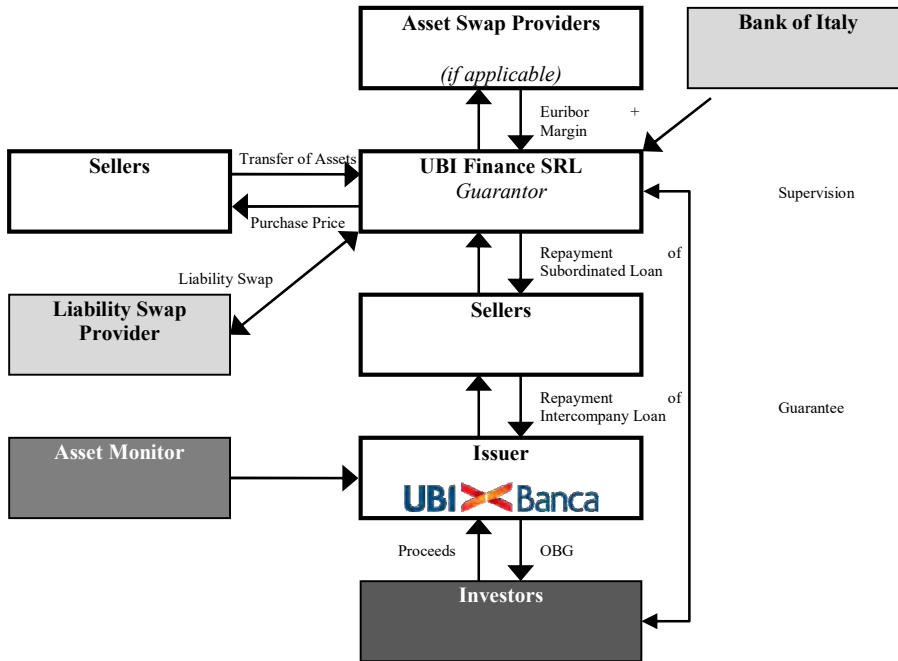 Asset Swap Providers
(if applicable)
Bank of Italy
Euribor +
Margin
Sellers
Transfer of Assets
UBI Finance SRL
Guarantor
Supervision
Purchase Price
Repayment of
Subordinated Loan
Liability Swap
Liability Swap
Provider
Sellers
Repayment of
Intercompany Loan
Guarantee
Asset Monitor
Issuer
UBI Banca
Proceeds
OBG
Investors